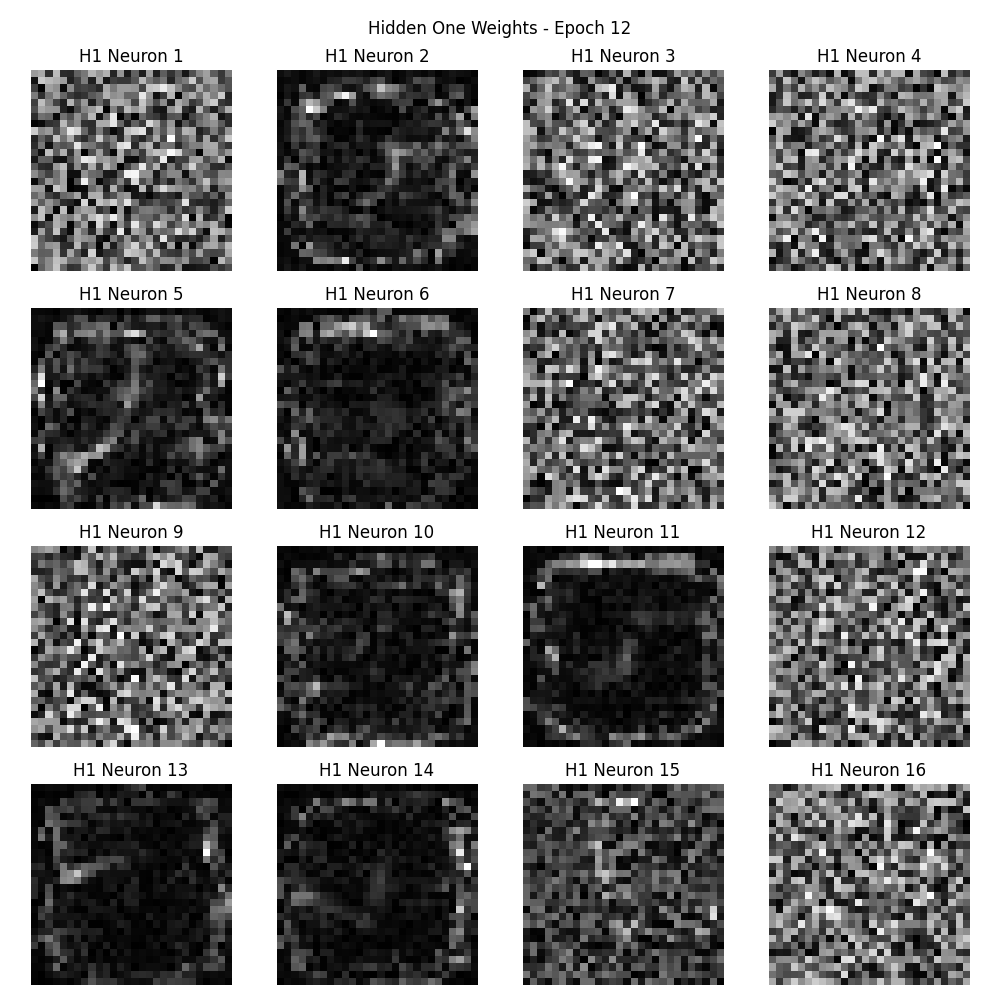 Hidden One Weights - Epoch 12
H1 Neuron 1 H1 Neuron 2 H1 Neuron 3 H1 Neuron 4
H1 Neuron 5 H1 Neuron 6 H1 Neuron 7 H1 Neuron 8
H1 Neuron 9 H1 Neuron 10 H1 Neuron 11 H1 Neuron 12
H1 Neuron 13 H1 Neuron 14 H1 Neuron 15 H1 Neuron 16